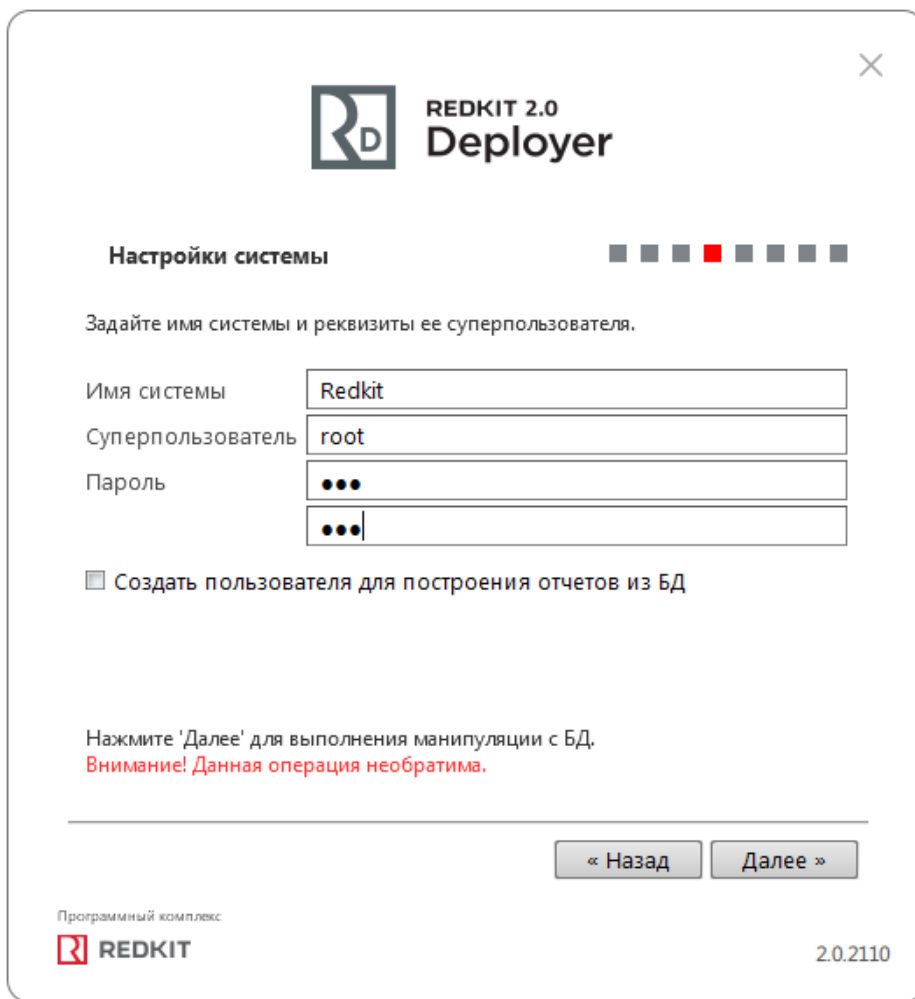 REDKIT 2.0
RD Deployer
Настройки системы
Задайте имя системы и реквизиты ее суперпользователя.
Имя системы Redkit
Суперпользователь root
Пароль •••
•••
Создать пользователя для построения отчетов из БД
Нажмите 'Далее' для выполнения манипуляции с БД.
Внимание! Данная операция необратима.
« Назад Далее »
Программный комплекс
R REDKIT
2.0.2110